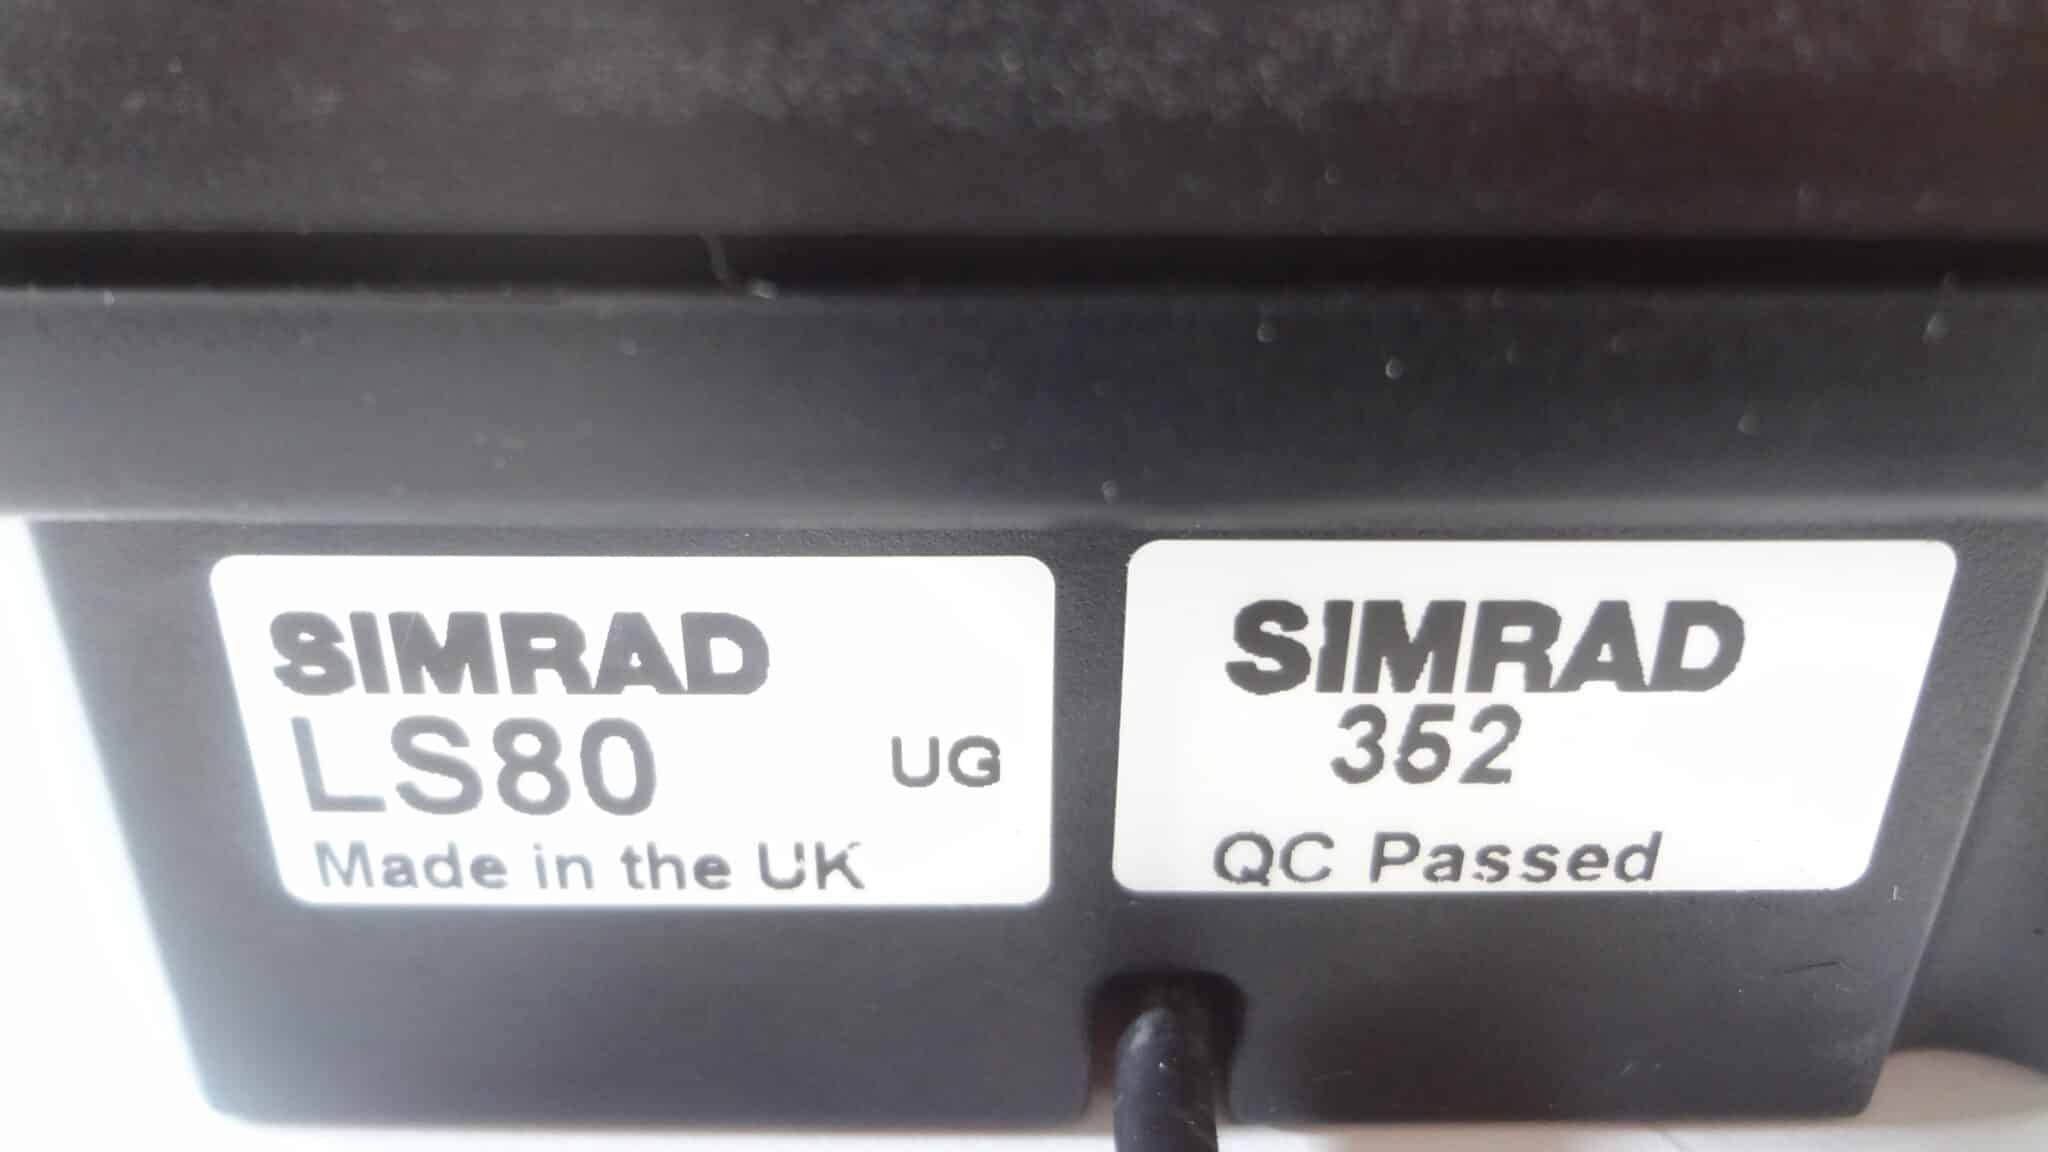 SIMRAD
LS80 UG
Made in the UK
SIMRAD
352
QC Passed